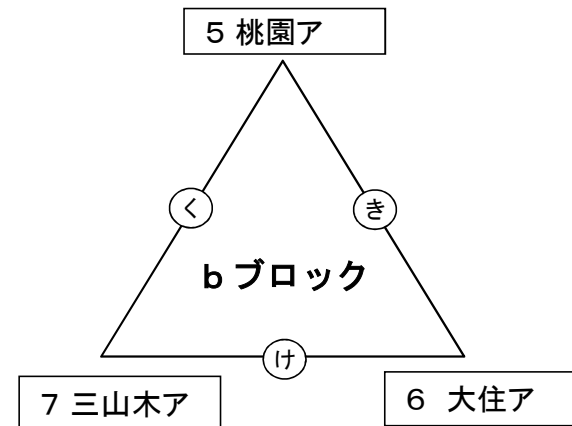 ５ 桃園ア
く
き
ｂブロック
け
７ 三山木ア
６ 大住ア